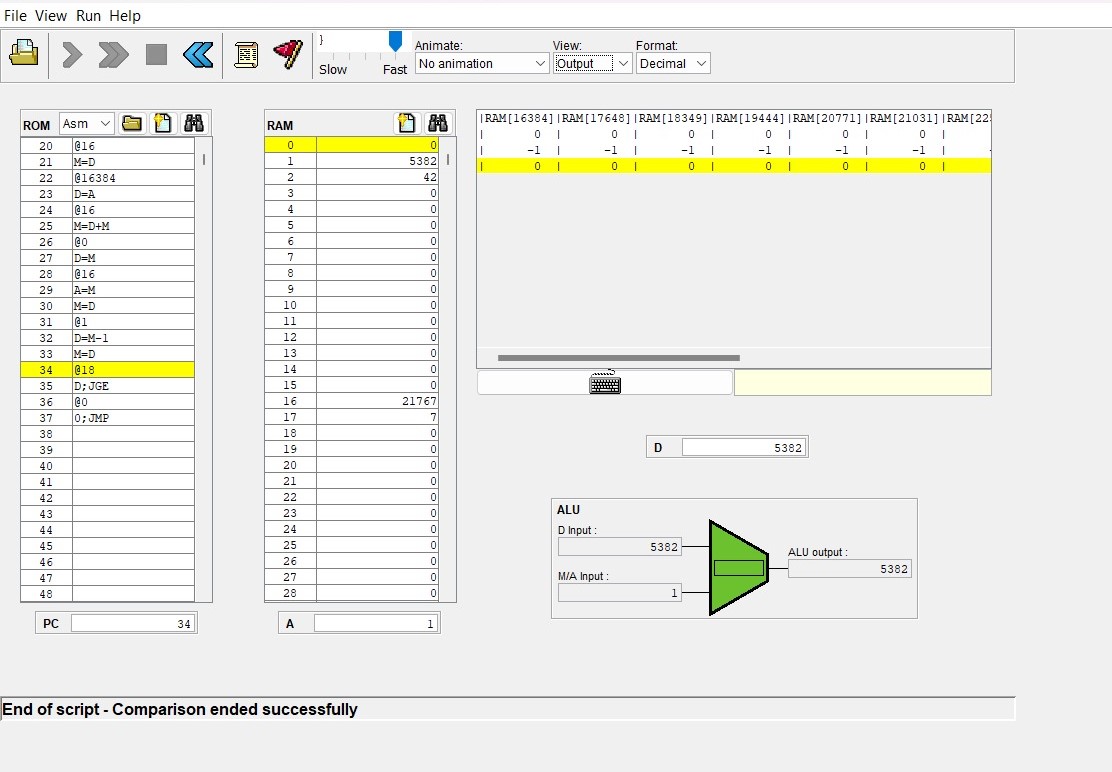 File View Run Help
}
Slow Fast
Animate:
No animation
View:
Output
Format:
Decimal
ROM Asm
20 @16
21 M=D
22 @16384
23 D=A
24 @16
25 M=D+M
26 @0
27 D=M
28 @16
29 A=M
30 M=D
31 @1
32 D=M-1
33 M=D
34 @18
35 D;JGE
36 @0
37 0;JMP
38
39
40
41
42
43
44
45
46
47
48
PC 34
RAM
0 0
1 5382
2 42
3 0
4 0
5 0
6 0
7 0
8 0
9 0
10 0
11 0
12 0
13 0
14 0
15 0
16 21767
17 7
18 0
19 0
20 0
21 0
22 0
23 0
24 0
25 0
26 0
27 0
28 0
A 1
|RAM[16384]|RAM[17648]|RAM[18349]|RAM[19444]|RAM[20771]|RAM[21031]|RAM[225
| 0 | 0 | 0 | 0 | 0 | 0 |
| -1 | -1 | -1 | -1 | -1 | -1 | -
| 0 | 0 | 0 | 0 | 0 | 0 |
D 5382
ALU
D Input :
5382
M/A Input :
1
ALU output :
5382
End of script - Comparison ended successfully